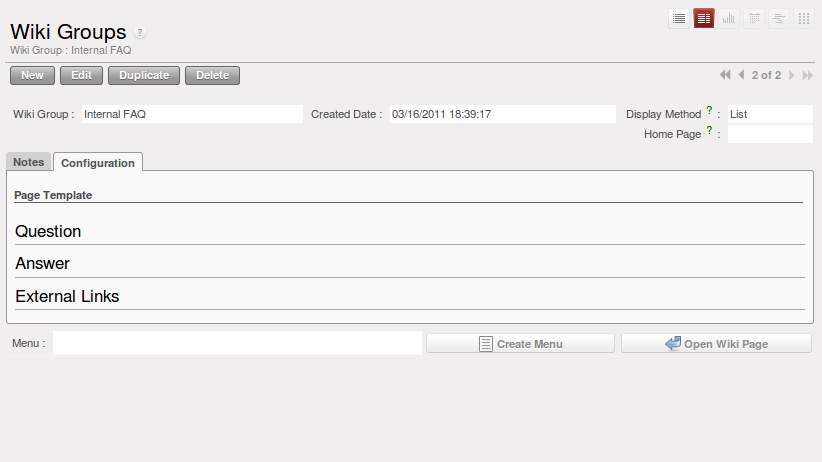 Wiki Groups ?
Wiki Group : Internal FAQ
New Edit Duplicate Delete 2 of 2
Wiki Group : Internal FAQ Created Date : 03/16/2011 18:39:17 Display Method ? : List
Home Page ? :
Notes Configuration
Page Template
Question
Answer
External Links
Menu : Create Menu Open Wiki Page